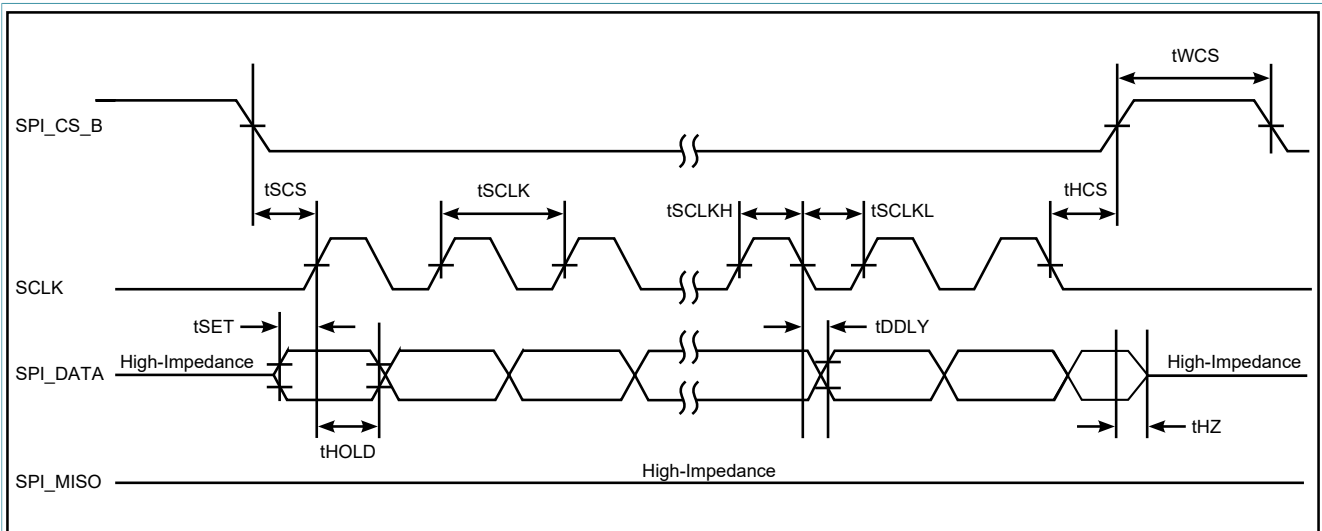 tWCS
SPI_CS_B
tSCS
tSCLK
tSCLKH
tSCLKL
tHCS
SCLK
tSET
tDDLY
High-Impedance
High-Impedance
SPI_DATA
tHZ
tHOLD
High-Impedance
SPI_MISO